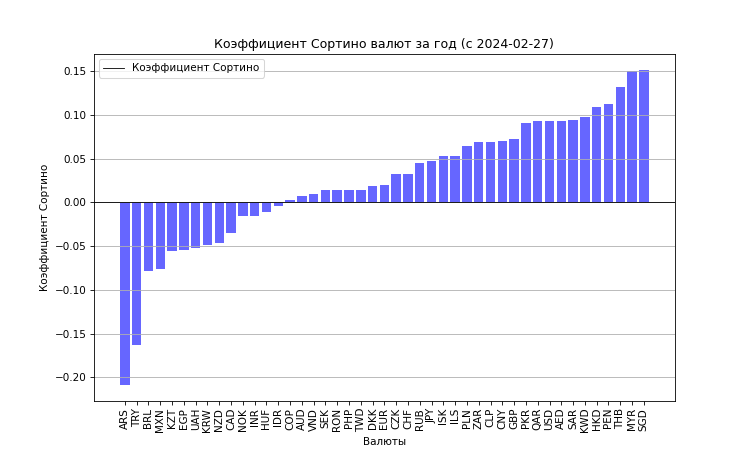 Коэффициент Сортино валют за год (с 2024-02-27)
Коэффициент Сортино
0.15
0.10
0.05
0.00
−0.05
−0.10
−0.15
−0.20
Коэффициент Сортино
ARS TRY BRL MXN KZT EGP UAH KRW NZD CAD NOK INR HUF IDR COP AUD VND SEK RON PHP TWD DKK EUR CZK CHF RUB JPY ISK ILS PLN ZAR CLP CNY GBP PKR QAR USD AED SAR KWD HKD PEN THB MYR SGD
Валюты